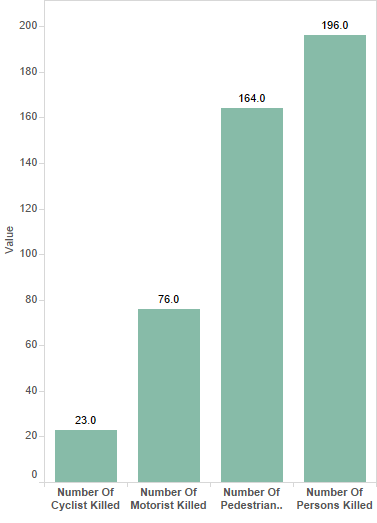 200
196.0
180
164.0
160
140
120
Value
100
80
76.0
60
40
23.0
20
0
Number Of
Cyclist Killed
Number Of
Motorist Killed
Number Of
Pedestrian..
Number Of
Persons Killed